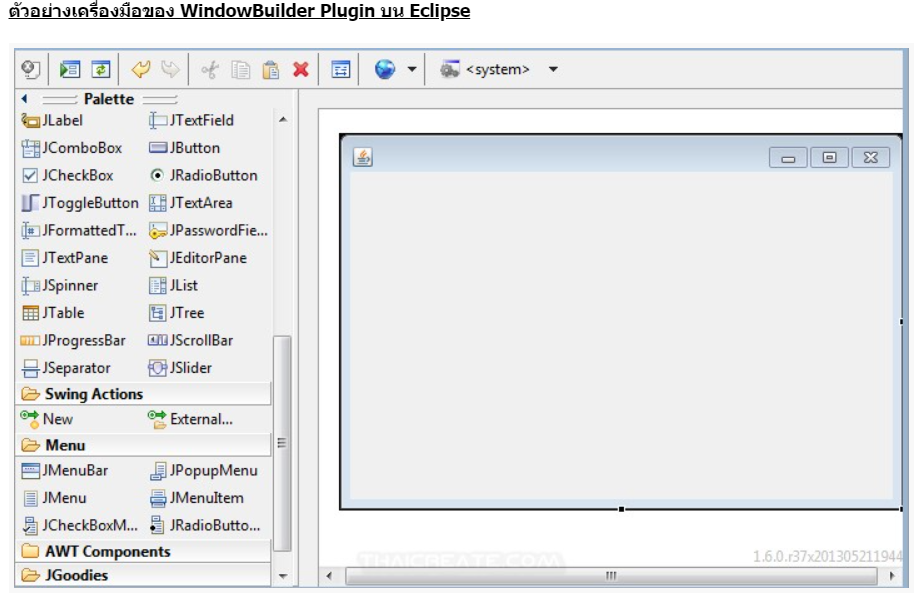 ตัวอย่างเครื่องมือของ WindowBuilder Plugin บน Eclipse
<system>
Palette
JLabel JTextField
JComboBox JButton
JCheckBox JRadioButton
JToggleButton JTextArea
JFormattedT... JPasswordFie...
JTextPane JEditorPane
JSpinner JList
JTable JTree
JProgressBar JScrollBar
JSeparator JSlider
Swing Actions
New External...
Menu
JMenuBar JPopupMenu
JMenu JMenuItem
JCheckBoxM... JRadioButto...
AWT Components
JGoodies
THAICREATE.COM
1.6.0.r37x201305211944